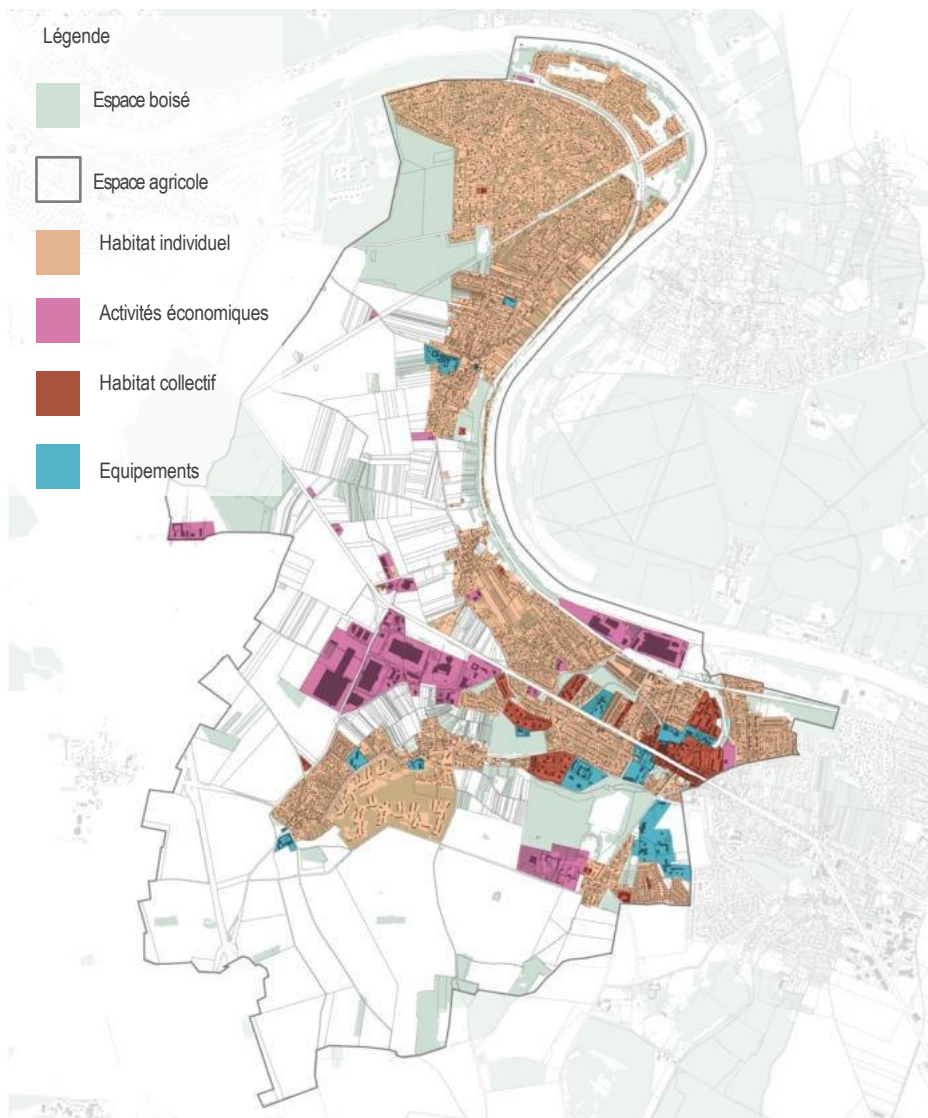 Légende
Espace boisé
Espace agricole
Habitat individuel
Activités économiques
Habitat collectif
Equipements